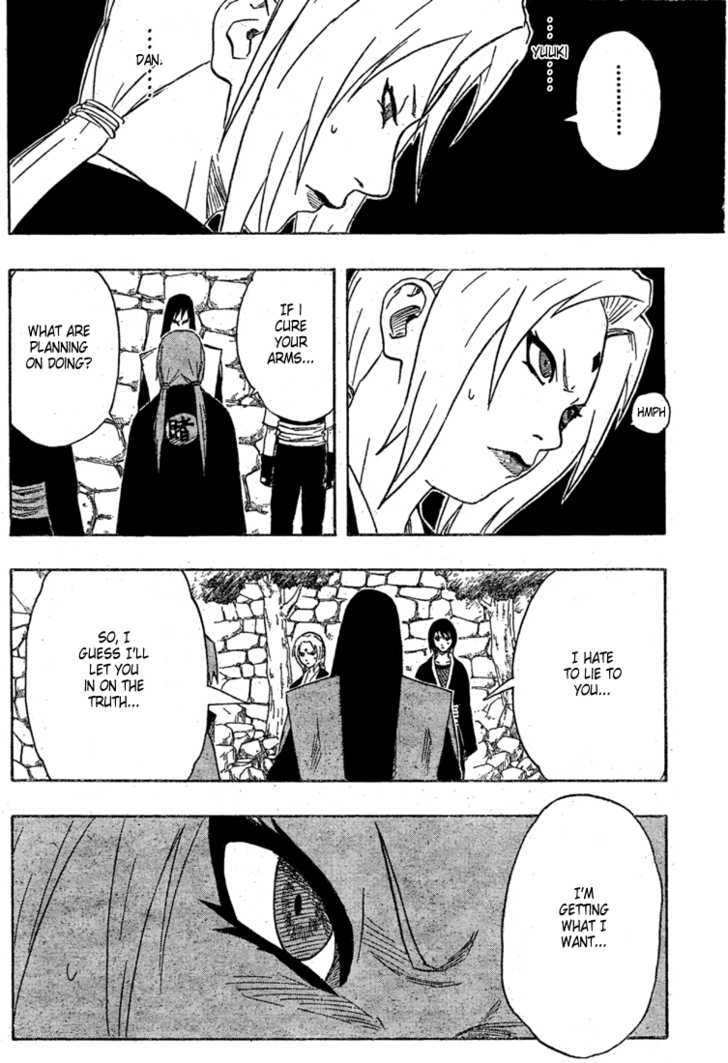 ..........
YUUKI
.....
DAN.
HMPH
IF I
CURE
YOUR
ARMS...
WHAT ARE
PLANNING
ON DOING?
賭
I HATE
TO LIE TO
YOU...
SO, I
GUESS I'LL
LET YOU
IN ON THE
TRUTH...
I'M
GETTING
WHAT I
WANT...